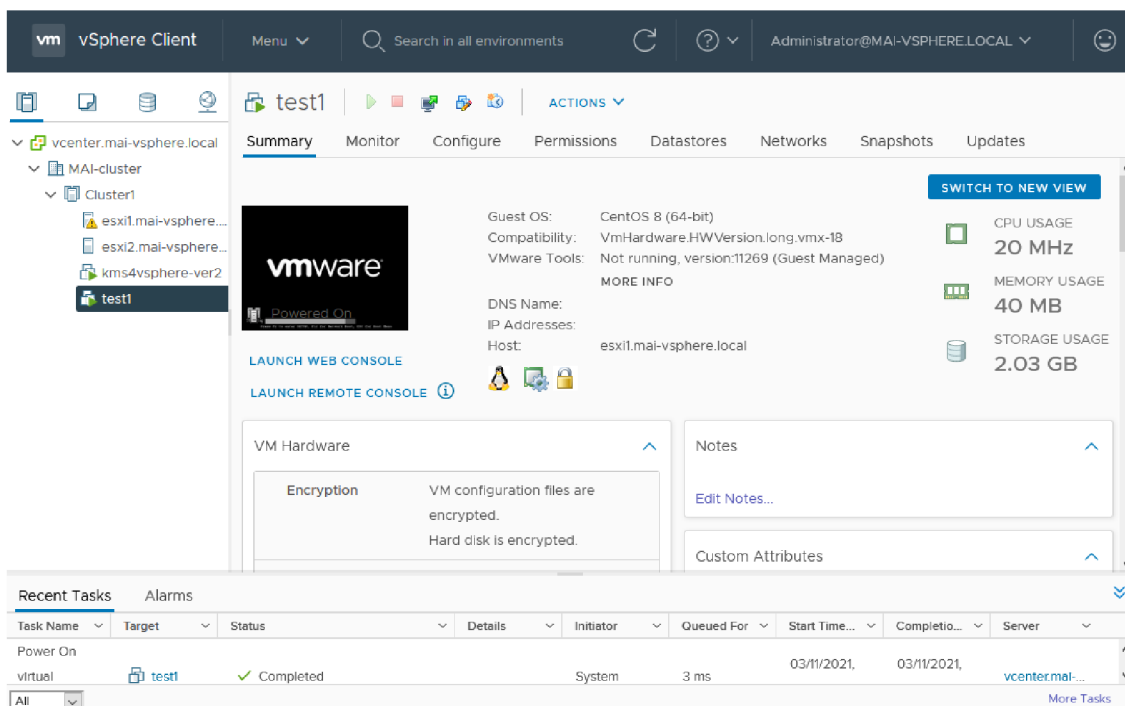 vm vSphere Client Menu Search in all environments Administrator@MAI-VSPHERE.LOCAL
test1 ACTIONS
vcenter.mai-vsphere.local
MAI-cluster
Cluster1
esxi1.mai-vsphere....
esxi2.mai-vsphere...
kms4vsphere-ver2
test1
Summary Monitor Configure Permissions Datastores Networks Snapshots Updates
SWITCH TO NEW VIEW
vmware
Powered On
Guest OS: CentOS 8 (64-bit)
Compatibility: VmHardware.HWVersion.long.vmx-18
VMware Tools: Not running, version:11269 (Guest Managed)
MORE INFO
DNS Name:
IP Addresses:
Host: esxi1.mai-vsphere.local
CPU USAGE
20 MHz
MEMORY USAGE
40 MB
STORAGE USAGE
2.03 GB
LAUNCH WEB CONSOLE
LAUNCH REMOTE CONSOLE
VM Hardware
Encryption VM configuration files are
encrypted.
Hard disk is encrypted.
Notes
Edit Notes...
Custom Attributes
Recent Tasks Alarms
Task Name Target Status Details Initiator Queued For Start Time... Completio... Server
Power On
virtual test1 Completed System 3 ms 03/11/2021, 03/11/2021, vcenter.mai-...
All More Tasks